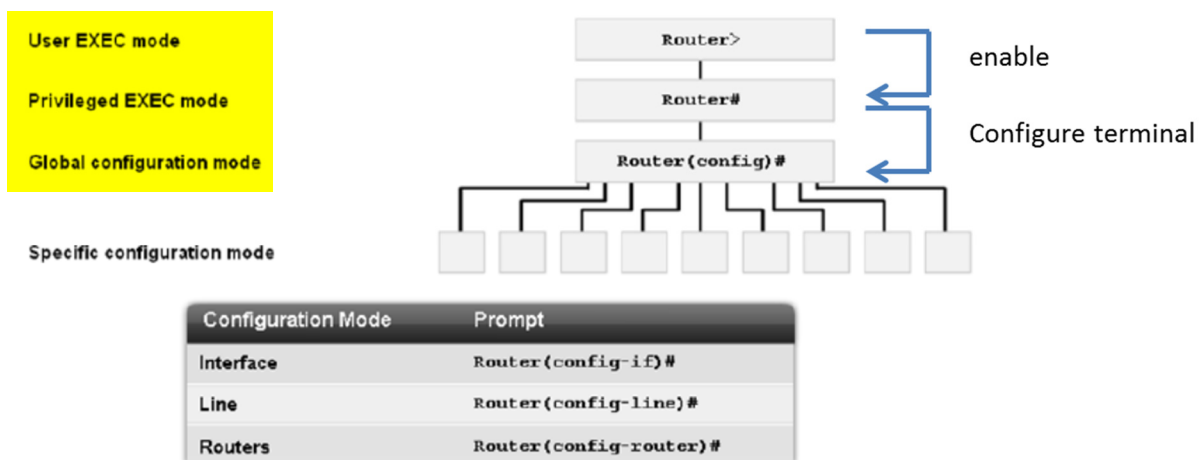 User EXEC mode Router>
enable
Privileged EXEC mode Router#
Configure terminal
Global configuration mode Router(config)#
Specific configuration mode
Configuration Mode Prompt
Interface Router(config-if)#
Line Router(config-line)#
Routers Router(config-router)#